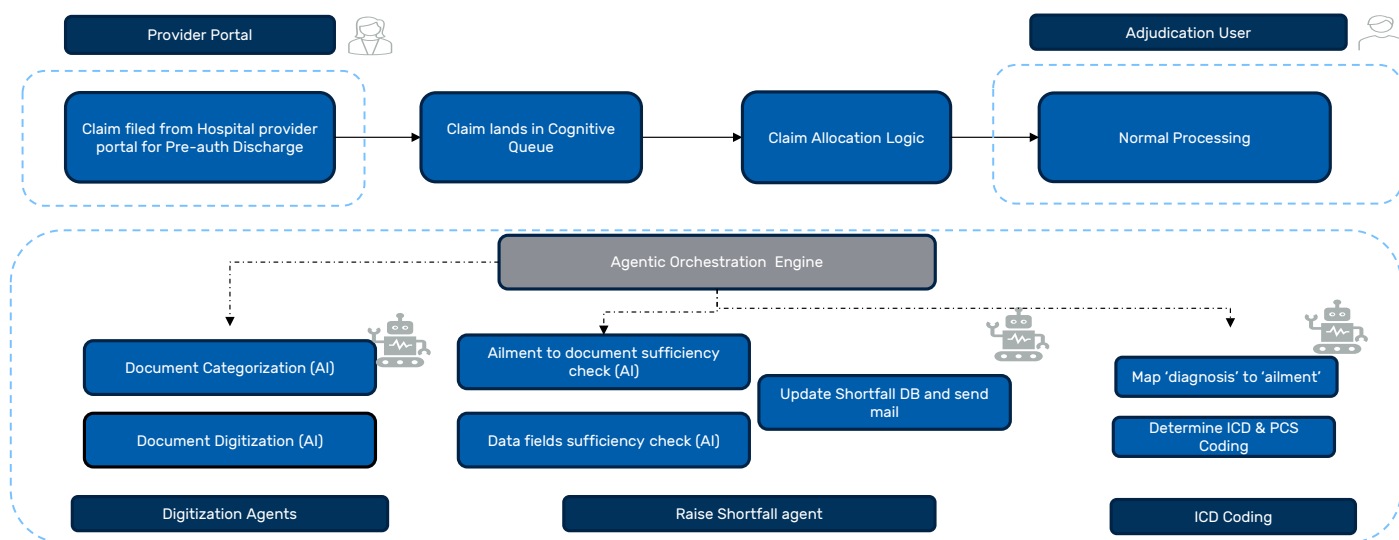 Provider Portal
Adjudication User
Claim filed from Hospital provider
portal for Pre-auth Discharge
Claim lands in Cognitive
Queue
Claim Allocation Logic
Normal Processing
Agentic Orchestration Engine
Document Categorization (AI)
Document Digitization (AI)
Ailment to document sufficiency
check (AI)
Data fields sufficiency check (AI)
Update Shortfall DB and send
mail
Map ‘diagnosis’ to ‘ailment’
Determine ICD & PCS
Coding
Digitization Agents
Raise Shortfall agent
ICD Coding